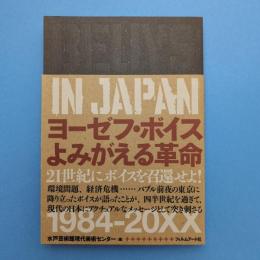 BEUYS
IN JAPAN
ヨーゼフ・ボイス
よみがえる革命
21世紀にボイスを召還せよ!
環境問題、経済危機……バブル前夜の東京に
降り立ったボイスが語ったことが、四半世紀を過ぎて、
現代の日本にアクチュアルなメッセージとして突き刺さる
1984-20XX
水戸芸術館現代美術センター 編 ++++++++++ フィルムアート社